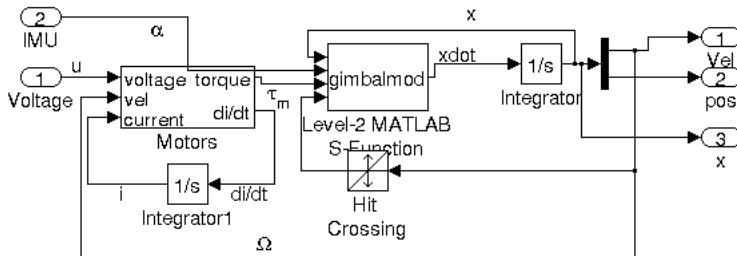 2
IMU
α
x
1
Voltage
u
voltage torque
vel
current di/dt
Motors
τm
gimbalmod
Level-2 MATLAB
S-Function
xdot
1/s
Integrator
1
Vel
2
pos
3
x
i
1/s
di/dt
Integrator1
Hit
Crossing
Ω